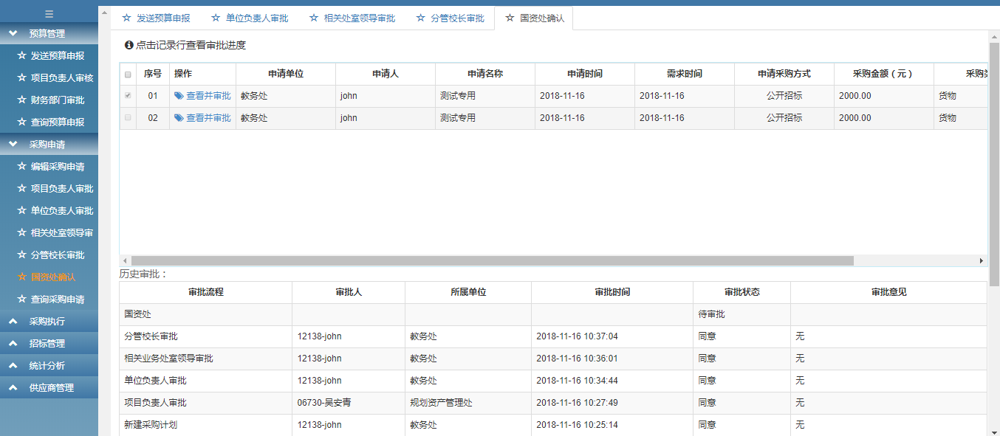 预算管理
发送预算申报
项目负责人审核
财务部门审批
查询预算申报
采购申请
编辑采购申请
项目负责人审批
单位负责人审批
相关处室领导审
分管校长审批
国资处确认
查询采购申请
采购执行
招标管理
统计分析
供应商管理
发送预算申报 单位负责人审批 相关处室领导审批 分管校长审批 国资处确认
点击记录行查看审批进度
序号 操作 申请单位 申请人 申请名称 申请时间 需求时间 申请采购方式 采购金额（元） 采购
01 查看并审批 教务处 john 测试专用 2018-11-16 2018-11-16 公开招标 2000.00 货物
02 查看并审批 教务处 john 测试专用 2018-11-16 2018-11-16 公开招标 2000.00 货物
历史审批：
审批流程 审批人 所属单位 审批时间 审批状态 审批意见
国资处 待审批
分管校长审批 12138-john 教务处 2018-11-16 10:37:04 同意 无
相关业务处室领导审批 12138-john 教务处 2018-11-16 10:36:01 同意 无
单位负责人审批 12138-john 教务处 2018-11-16 10:34:44 同意 无
项目负责人审批 06730-吴安青 规划资产管理处 2018-11-16 10:27:49 同意 无
新建采购计划 12138-john 教务处 2018-11-16 10:25:14 同意 无